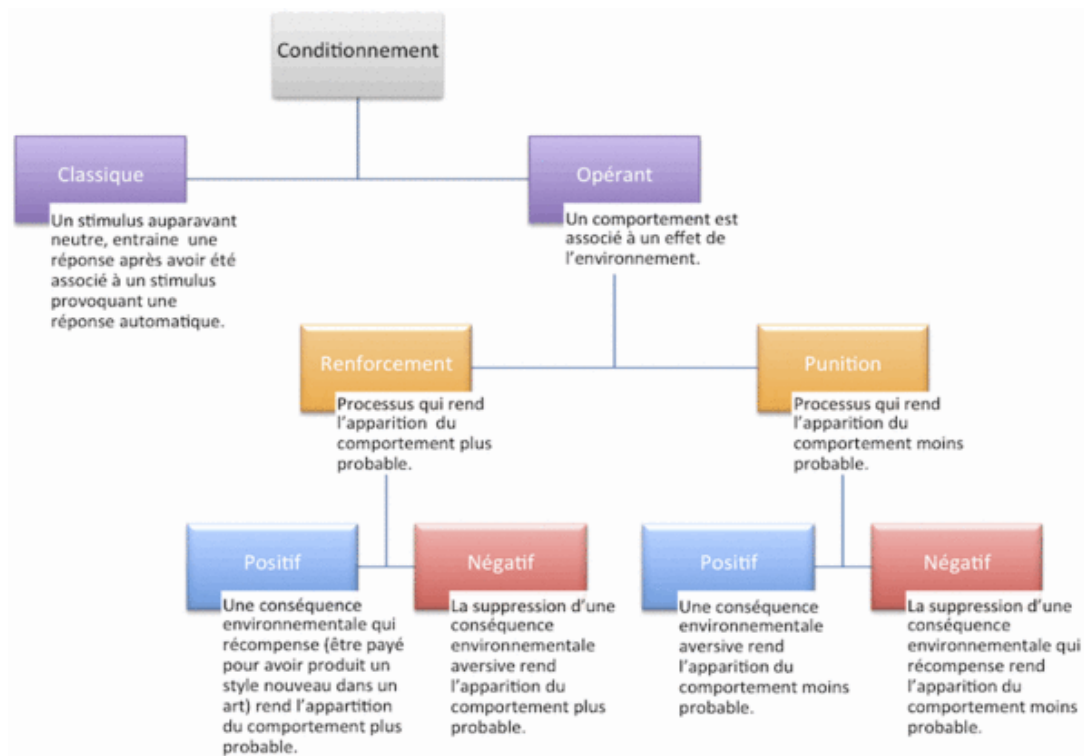 Conditionnement
Classique
Un stimulus auparavant
neutre, entraine une
réponse après avoir été
associé à un stimulus
provoquant une
réponse automatique.
Opérant
Un comportement est
associé à un effet de
l'environnement.
Renforcement
Processus qui rend
l'apparition du
comportement plus
probable.
Punition
Processus qui rend
l'apparition du
comportement moins
probable.
Positif
Une conséquence
environnementale qui
récompense (être payé
pour avoir produit un
style nouveau dans un
art) rend l'appartition
du comportement plus
probable.
Négatif
La suppression d'une
conséquence
environnementale
aversive rend
l'apparition du
comportement plus
probable.
Positif
Une conséquence
environnementale
aversive rend
l'apparition du
comportement moins
probable.
Négatif
La suppression d'une
conséquence
environnementale qui
récompense rend
l'apparition du
comportement moins
probable.